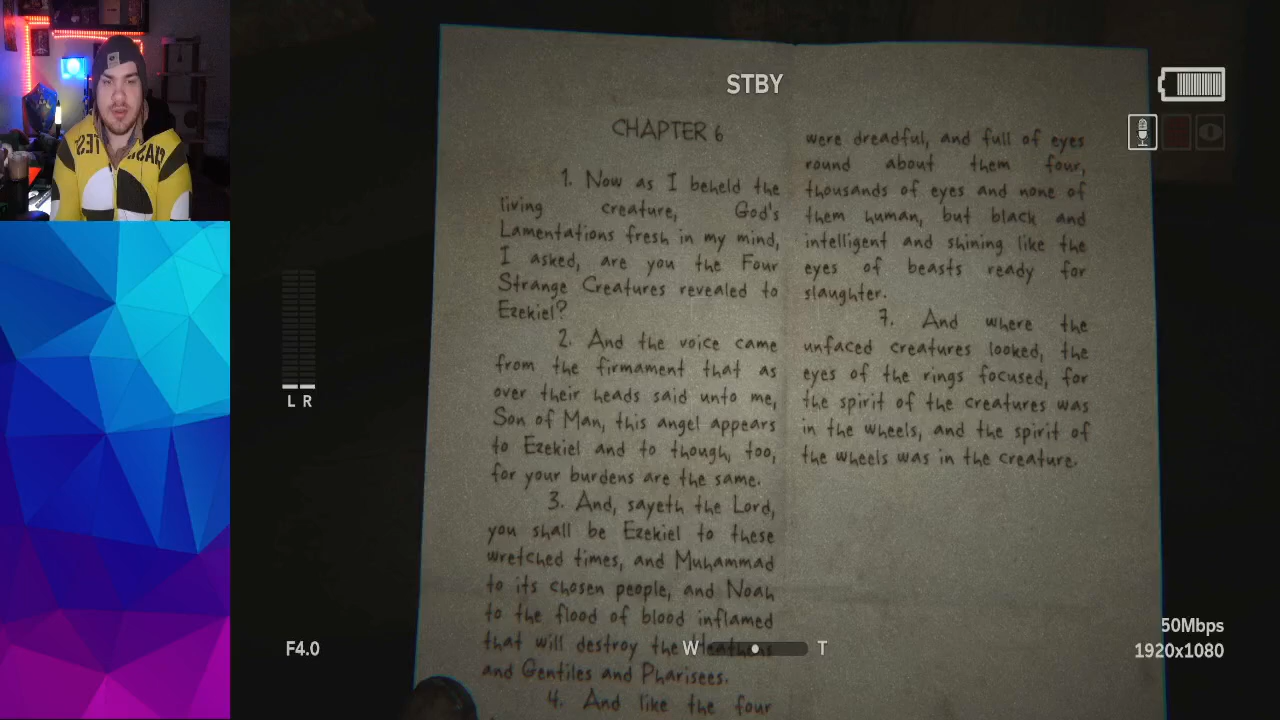 STBY
CHAPTER 6
1. Now as I beheld the
living creature, God's
Lamentations fresh in my mind,
I asked, are you the Four
Strange Creatures revealed to
Ezekiel?
2. And the voice came
from the firmament that as
over their heads said unto me,
Son of Man, this angel appears
to Ezekiel and to though, too,
for your burdens are the same.
3. And, sayeth the Lord,
you shall be Ezekiel to these
wretched times, and Muhammad
to its chosen people, and Noah
to the flood of blood inflamed
that will destroy the Heathens
and Gentiles and Pharisees.
4. And like the four
were dreadful, and full of eyes
round about them four,
thousands of eyes and none of
them human, but black and
intelligent and shining like the
eyes of beasts ready for
slaughter.
7. And where the
unfaced creatures looked, the
eyes of the rings focused, for
the spirit of the creatures was
in the wheels, and the spirit of
the wheels was in the creature.
L R
F4.0
W T
50Mbps
1920x1080